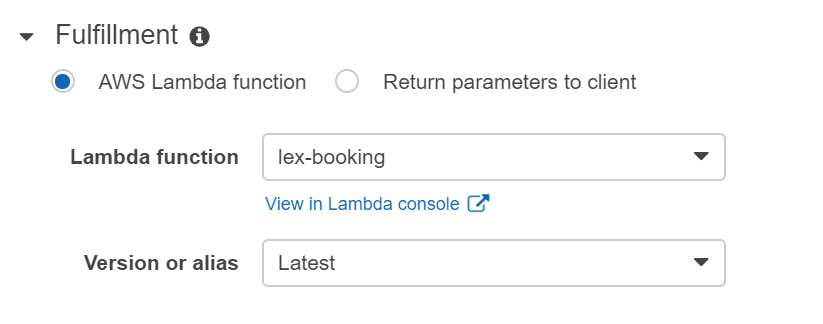 Fulfillment
AWS Lambda function Return parameters to client
Lambda function lex-booking
View in Lambda console
Version or alias Latest